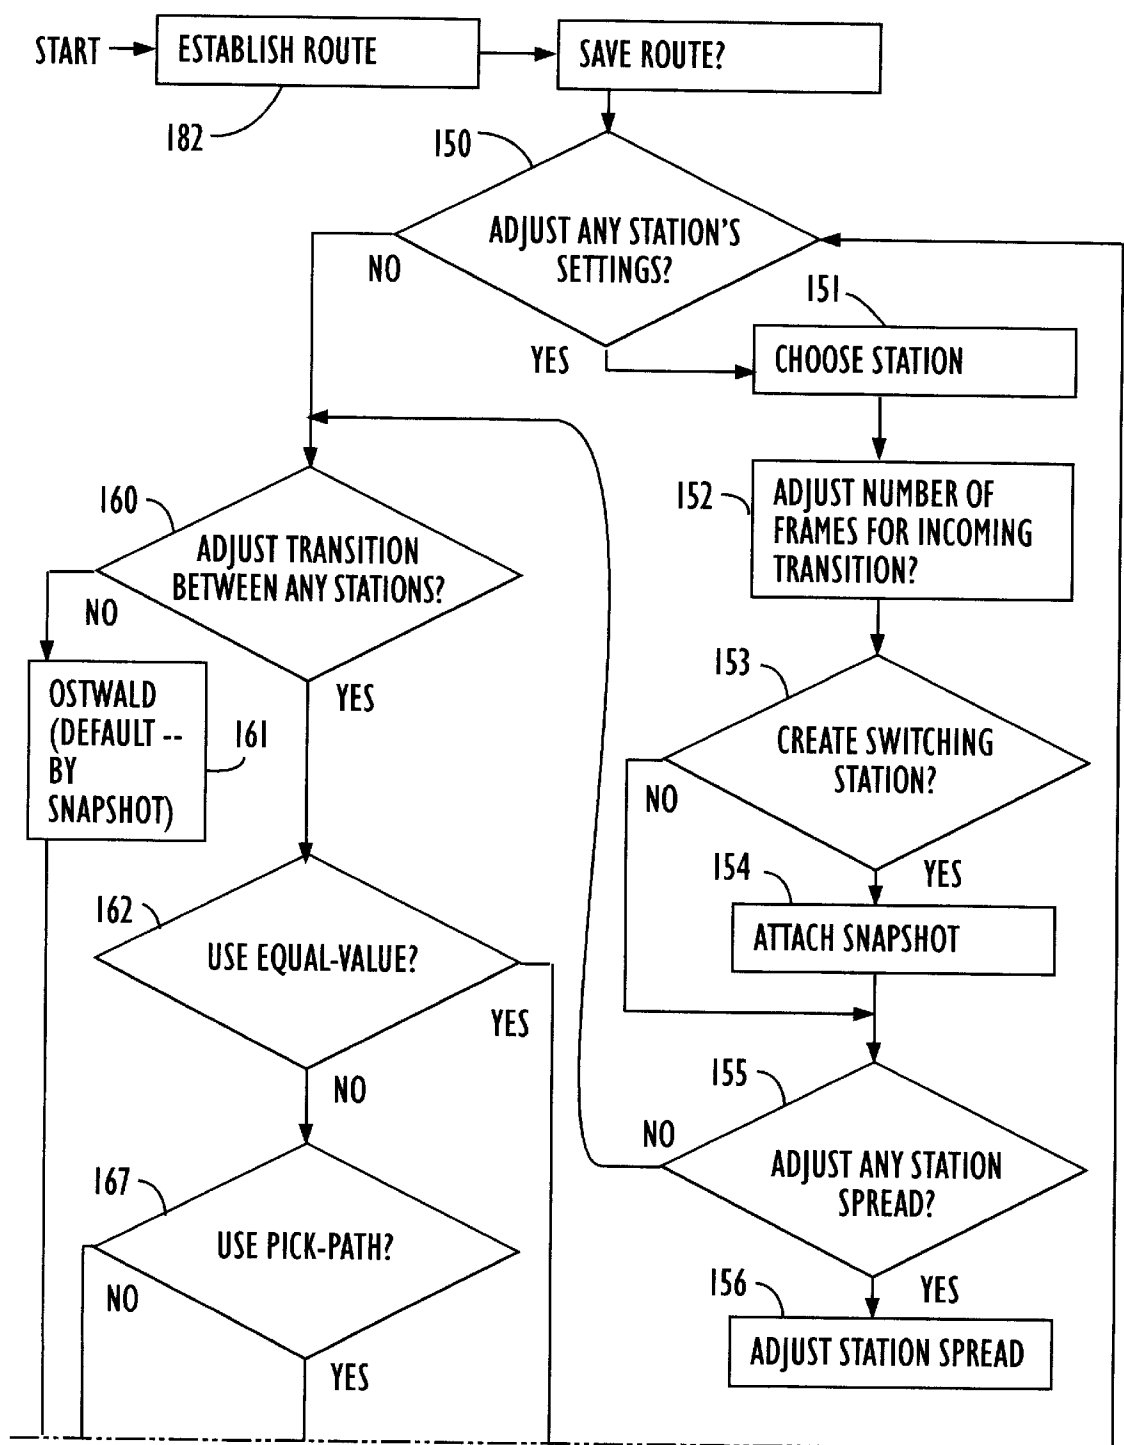 START
ESTABLISH ROUTE
SAVE ROUTE?
182
150
ADJUST ANY STATION'S
SETTINGS?
NO
YES
151
CHOOSE STATION
152
ADJUST NUMBER OF
FRAMES FOR INCOMING
TRANSITION?
160
ADJUST TRANSITION
BETWEEN ANY STATIONS?
NO
YES
OSTWALD
(DEFAULT --
BY
SNAPSHOT)
161
153
CREATE SWITCHING
STATION?
NO
YES
154
ATTACH SNAPSHOT
162
USE EQUAL-VALUE?
YES
NO
155
NO
ADJUST ANY STATION
SPREAD?
YES
167
USE PICK-PATH?
NO
YES
156
ADJUST STATION SPREAD